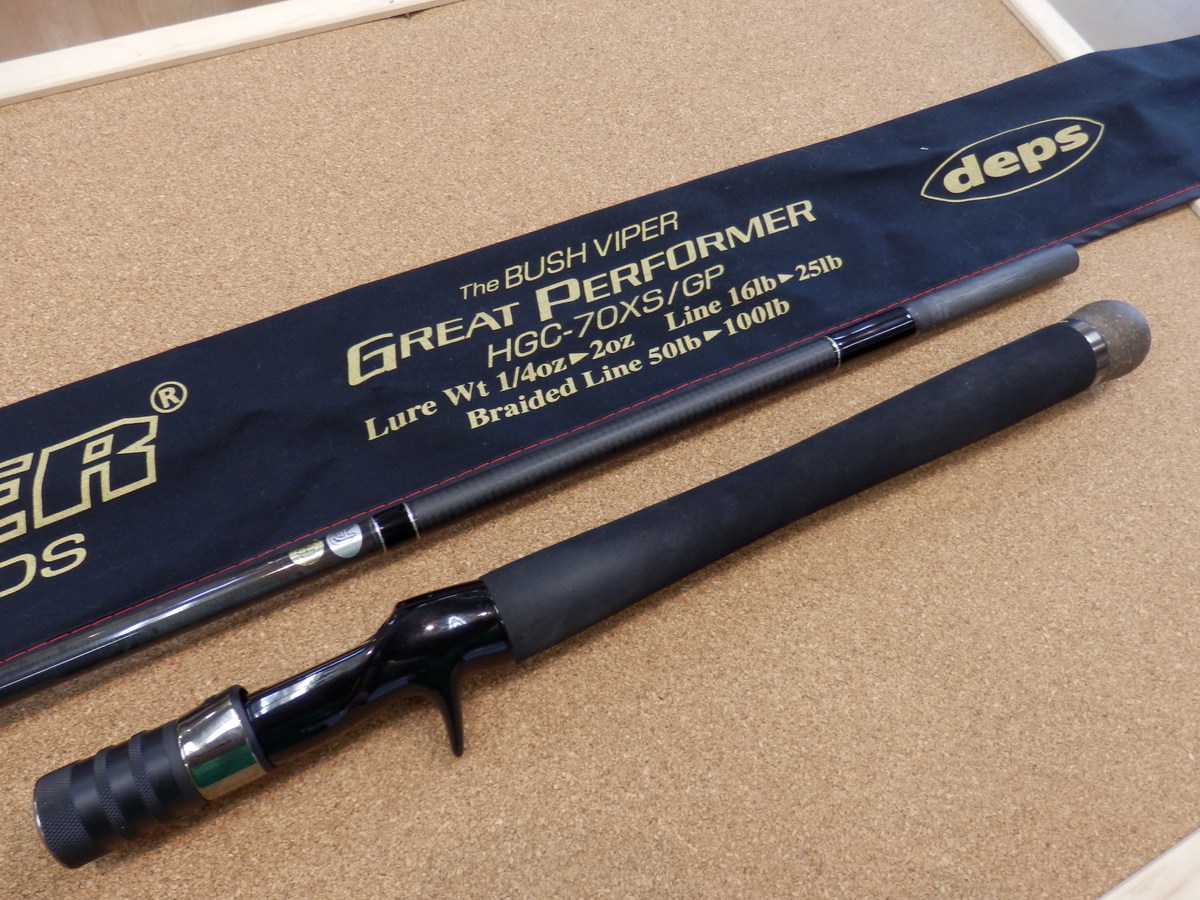 deps
The BUSH VIPER
GREAT PERFORMER
HGC-70XS/GP
Lure Wt 1/4oz▶2oz Line 16lb▶25lb
Braided Line 50lb▶100lb
ER®
DS